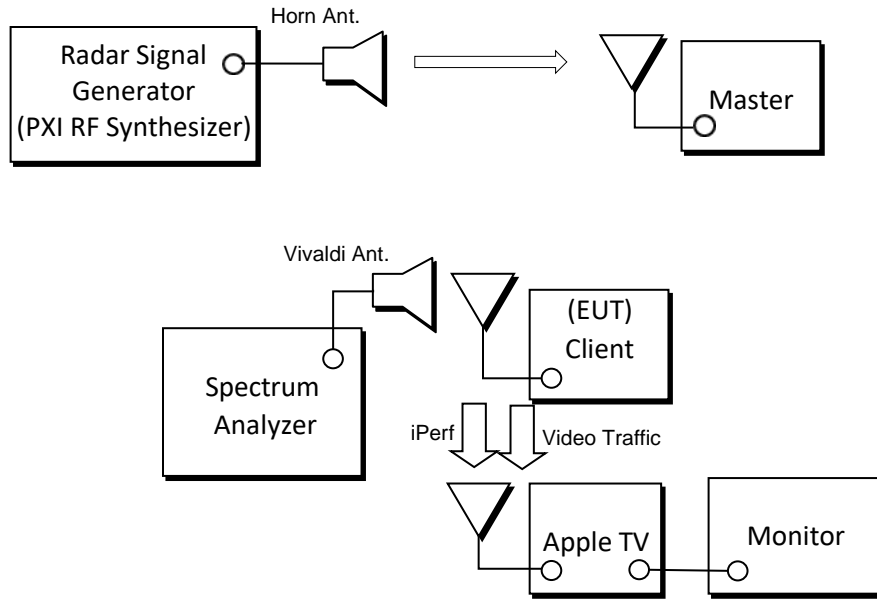 Horn Ant.
Radar Signal
Generator
(PXI RF Synthesizer)
Master
Vivaldi Ant.
(EUT)
Client
Spectrum
Analyzer
iPerf
Video Traffic
Apple TV
Monitor